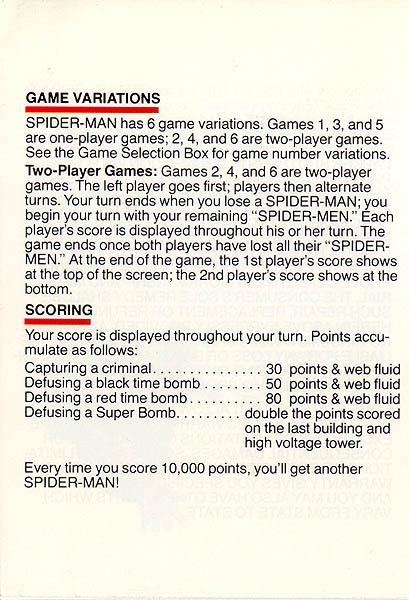 GAME VARIATIONS
SPIDER-MAN has 6 game variations. Games 1, 3, and 5
are one-player games; 2, 4, and 6 are two-player games.
See the Game Selection Box for game number variations.
Two-Player Games: Games 2, 4, and 6 are two-player
games. The left player goes first; players then alternate
turns. Your turn ends when you lose a SPIDER-MAN; you
begin your turn with your remaining "SPIDER-MEN." Each
player's score is displayed throughout his or her turn. The
game ends once both players have lost all their "SPIDER-
MEN." At the end of the game, the 1st player's score shows
at the top of the screen; the 2nd player's score shows at the
bottom.
SCORING
Your score is displayed throughout your turn. Points accu-
mulate as follows:
Capturing a criminal............... 30 points & web fluid
Defusing a black time bomb........ 50 points & web fluid
Defusing a red time bomb.......... 80 points & web fluid
Defusing a Super Bomb......... double the points scored
on the last building and
high voltage tower.
Every time you score 10,000 points, you'll get another
SPIDER-MAN!